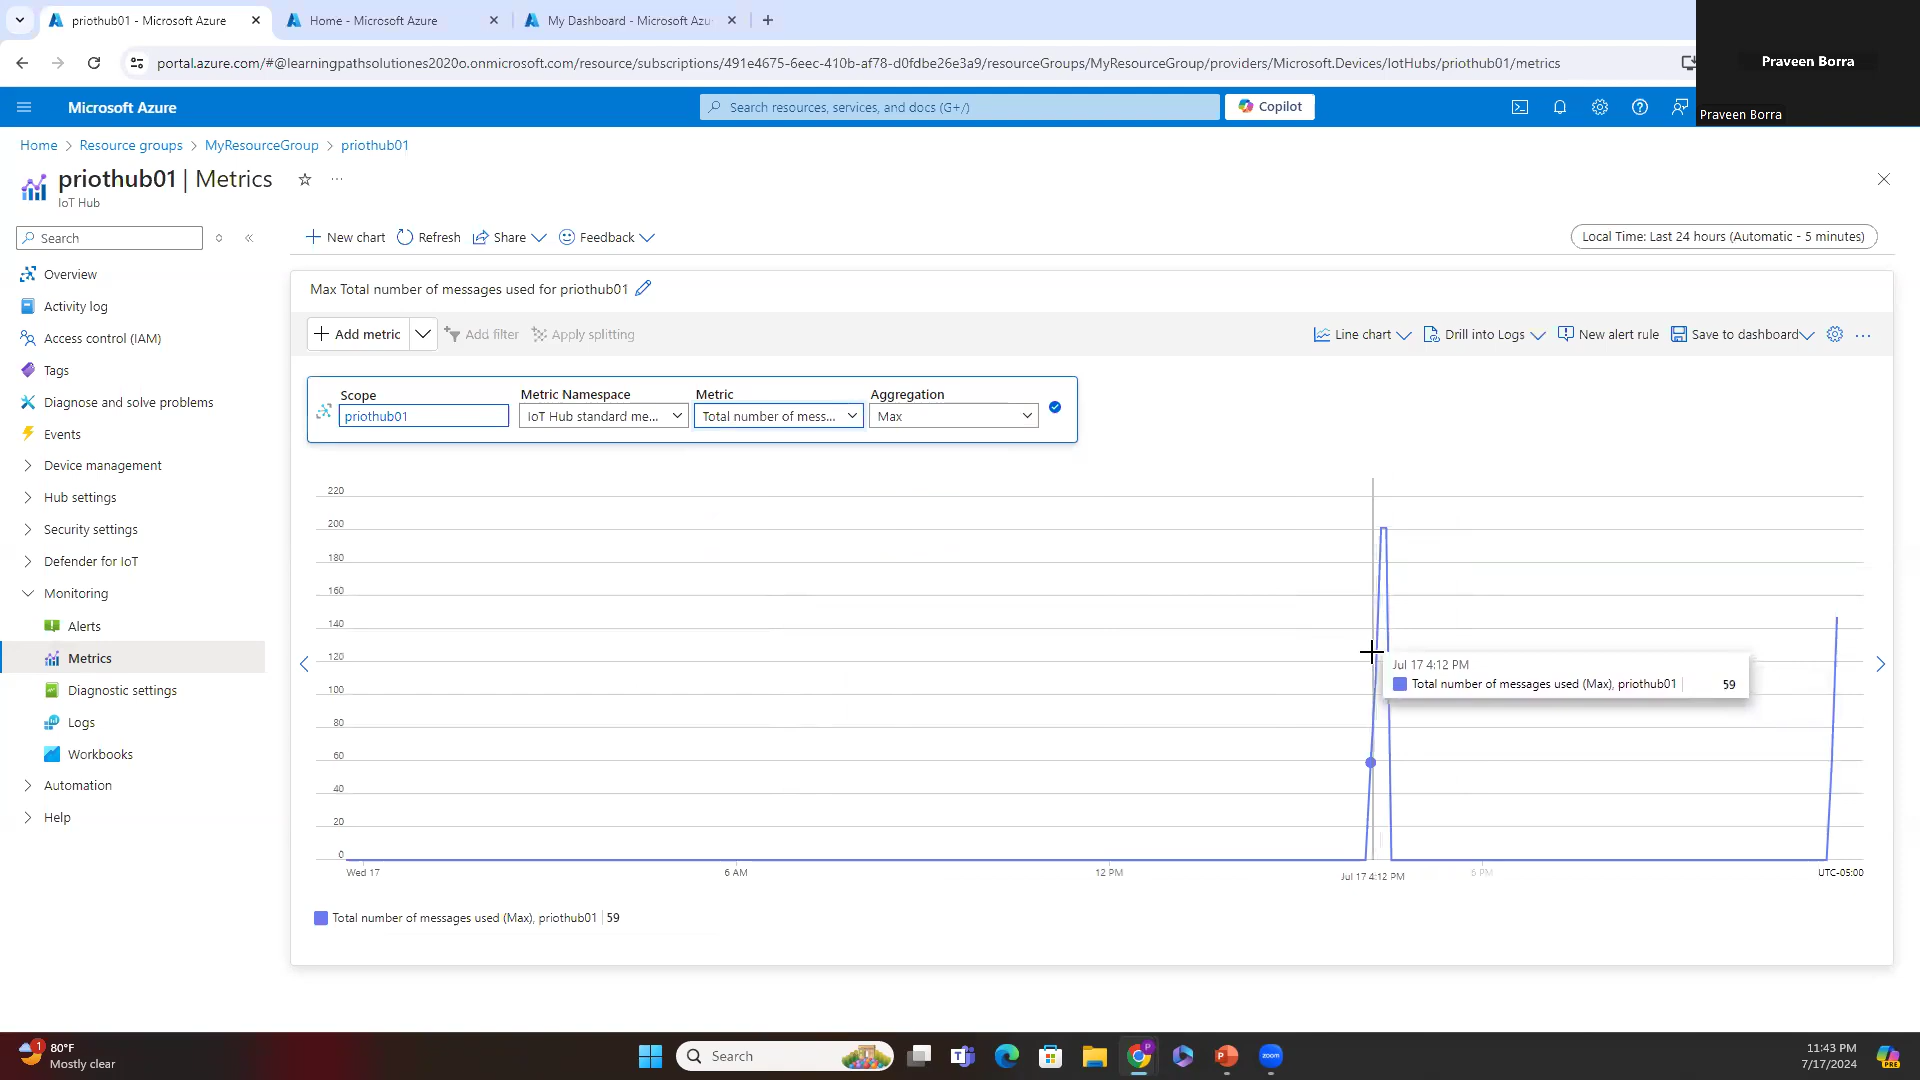 priothub01 - Microsoft Azure
Home - Microsoft Azure
My Dashboard - Microsoft Azu
portal.azure.com/#@learningpathsolutiones2020o.onmicrosoft.com/resource/subscriptions/491e4675-6eec-410b-af78-d0fdbe26e3a9/resourceGroups/MyResourceGroup/providers/Microsoft.Devices/IotHubs/priothub01/metrics
Praveen Borra
Praveen Borra
Microsoft Azure
Search resources, services, and docs (G+/)
Copilot
Home > Resource groups > MyResourceGroup > priothub01
priothub01 | Metrics
IoT Hub
Search
New chart
Refresh
Share
Feedback
Local Time: Last 24 hours (Automatic - 5 minutes)
Overview
Activity log
Access control (IAM)
Tags
Diagnose and solve problems
Events
Device management
Hub settings
Security settings
Defender for IoT
Monitoring
Alerts
Metrics
Diagnostic settings
Logs
Workbooks
Automation
Help
Max Total number of messages used for priothub01
Add metric
Add filter
Apply splitting
Line chart
Drill into Logs
New alert rule
Save to dashboard
Scope
priothub01
Metric Namespace
IoT Hub standard me...
Metric
Total number of mess...
Aggregation
Max
220
200
180
160
140
120
100
80
60
40
20
0
Jul 17 4:12 PM
Total number of messages used (Max), priothub01 59
Wed 17
6 AM
12 PM
Jul 17 4:12 PM
6 PM
UTC-05:00
Total number of messages used (Max), priothub01 59
1
80°F
Mostly clear
Search
P
zoom
11:43 PM
7/17/2024
PRE